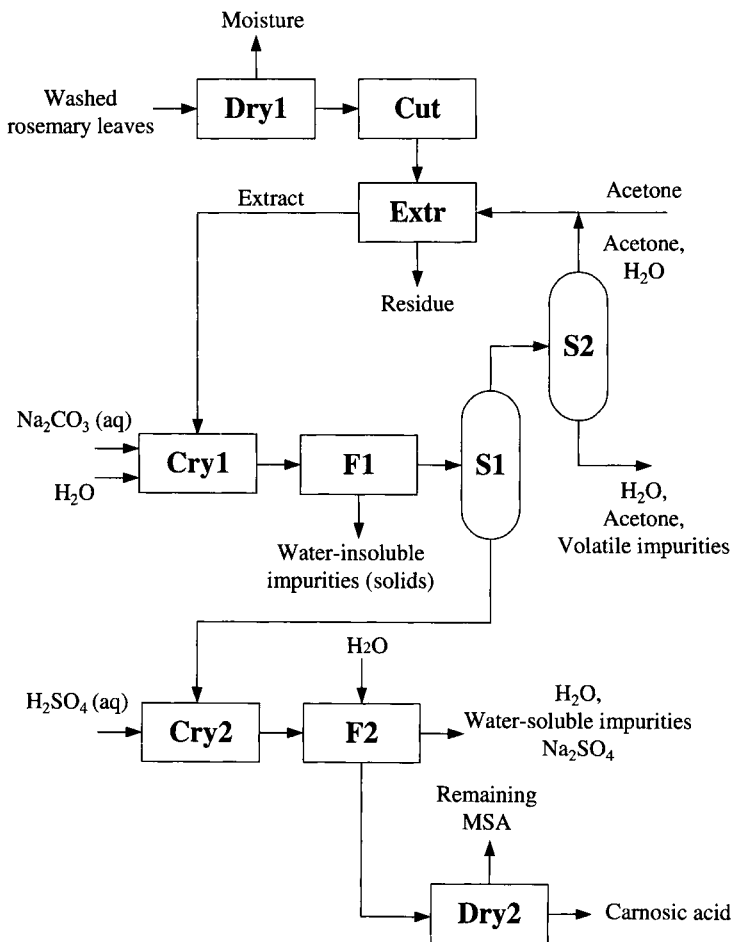 Moisture
Washed
rosemary leaves
Dry1
Cut
Extract
Extr
Acetone
Acetone,
H₂O
Residue
S2
Na₂CO₃ (aq)
H₂O
Cry1
F1
S1
H₂O,
Acetone,
Volatile impurities
Water-insoluble
impurities (solids)
H2O
H₂SO₄ (aq)
Cry2
F2
H₂O,
Water-soluble impurities
Na₂SO₄
Remaining
MSA
Dry2
Carnosic acid